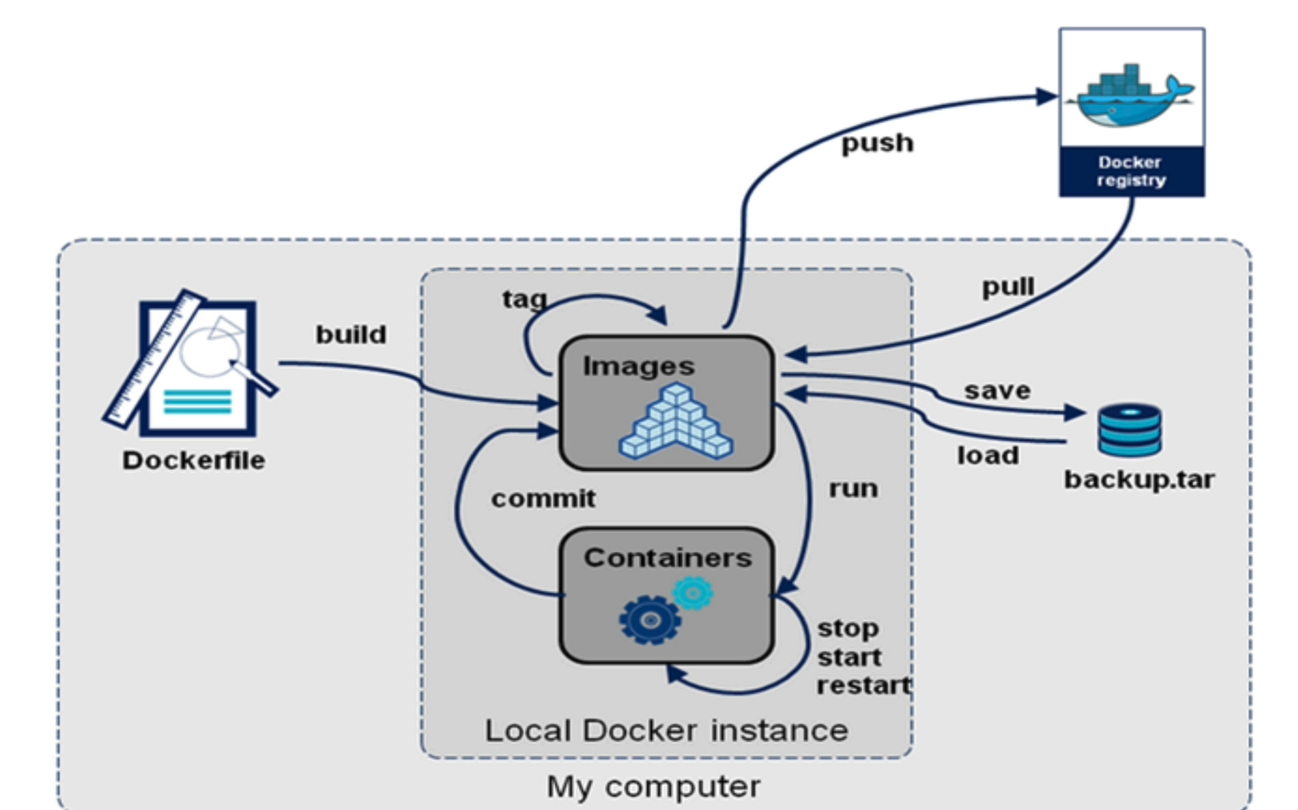 push
Docker
registry
tag
pull
build
Images
save
load
Dockerfile
backup.tar
commit
run
Containers
stop
start
restart
Local Docker instance
My computer